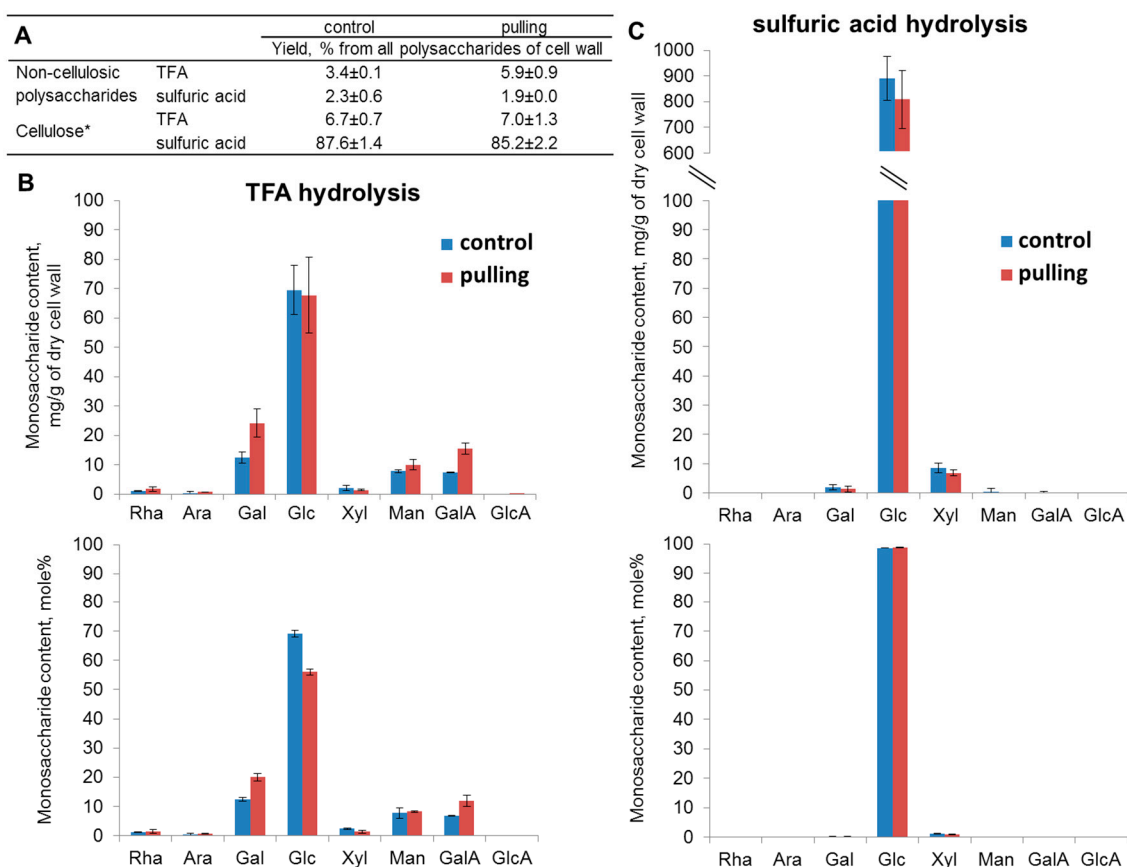 A
control pulling
Yield, % from all polysaccharides of cell wall
Non-cellulosic TFA 3.4±0.1 5.9±0.9
polysaccharides sulfuric acid 2.3±0.6 1.9±0.0
Cellulose* TFA 6.7±0.7 7.0±1.3
sulfuric acid 87.6±1.4 85.2±2.2
B
TFA hydrolysis
Monosaccharide content,
mg/g of dry cell wall
100
90
80
70
60
50
40
30
20
10
0
control
pulling
Rha Ara Gal Glc Xyl Man GalA GlcA
Monosaccharide content, mole%
100
90
80
70
60
50
40
30
20
10
0
Rha Ara Gal Glc Xyl Man GalA GlcA
C
sulfuric acid hydrolysis
Monosaccharide content, mg/g of dry cell wall
1000
900
800
700
600
100
90
80
70
60
50
40
30
20
10
0
control
pulling
Rha Ara Gal Glc Xyl Man GalA GlcA
Monosaccharide content, mole%
100
90
80
70
60
50
40
30
20
10
0
Rha Ara Gal Glc Xyl Man GalA GlcA